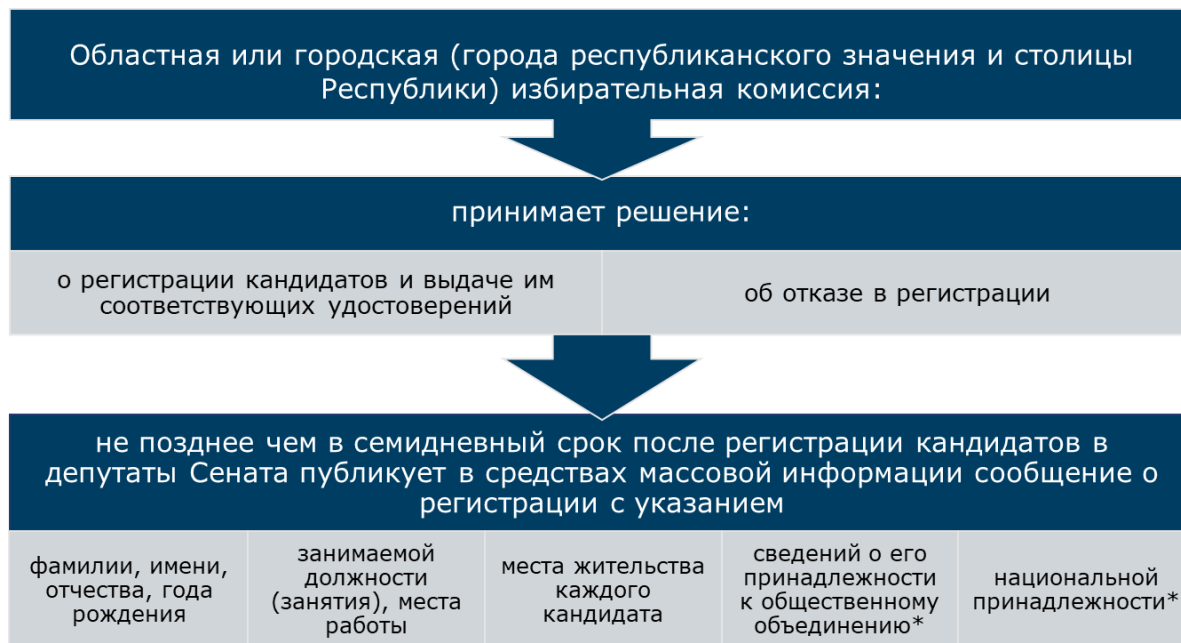 Областная или городская (города республиканского значения и столицы
Республики) избирательная комиссия:
принимает решение:
о регистрации кандидатов и выдаче им
соответствующих удостоверений
об отказе в регистрации
не позднее чем в семидневный срок после регистрации кандидатов в
депутаты Сената публикует в средствах массовой информации сообщение о
регистрации с указанием
фамилии, имени,
отчества, года
рождения
занимаемой
должности
(занятия), места
работы
места жительства
каждого
кандидата
сведений о его
принадлежности
к общественному
объединению*
национальной
принадлежности*